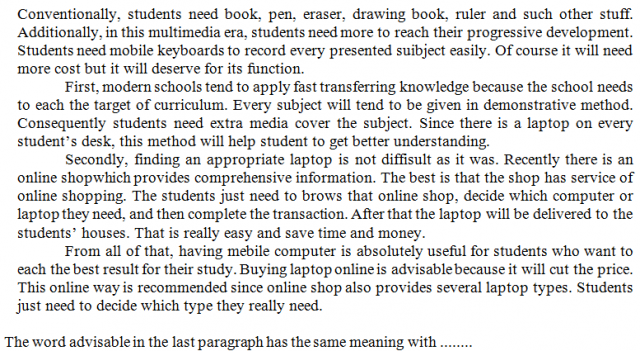 Conventionally, students need book, pen, eraser, drawing book, ruler and such other stuff.
Additionally, in this multimedia era, students need more to reach their progressive development.
Students need mobile keyboards to record every presented suibject easily. Of course it will need
more cost but it will deserve for its function.
First, modern schools tend to apply fast transferring knowledge because the school needs
to each the target of curriculum. Every subject will tend to be given in demonstrative method.
Consequently students need extra media cover the subject. Since there is a laptop on every
student's desk, this method will help student to get better understanding.
Secondly, finding an appropriate laptop is not diffisult as it was. Recently there is an
online shopwhich provides comprehensive information. The best is that the shop has service of
online shopping. The students just need to brows that online shop, decide which computer or
laptop they need, and then complete the transaction. After that the laptop will be delivered to the
students' houses. That is really easy and save time and money.
From all of that, having mebile computer is absolutely useful for students who want to
each the best result for their study. Buying laptop online is advisable because it will cut the price.
This online way is recommended since online shop also provides several laptop types. Students
just need to decide which type they really need.
The word advisable in the last paragraph has the same meaning with ........